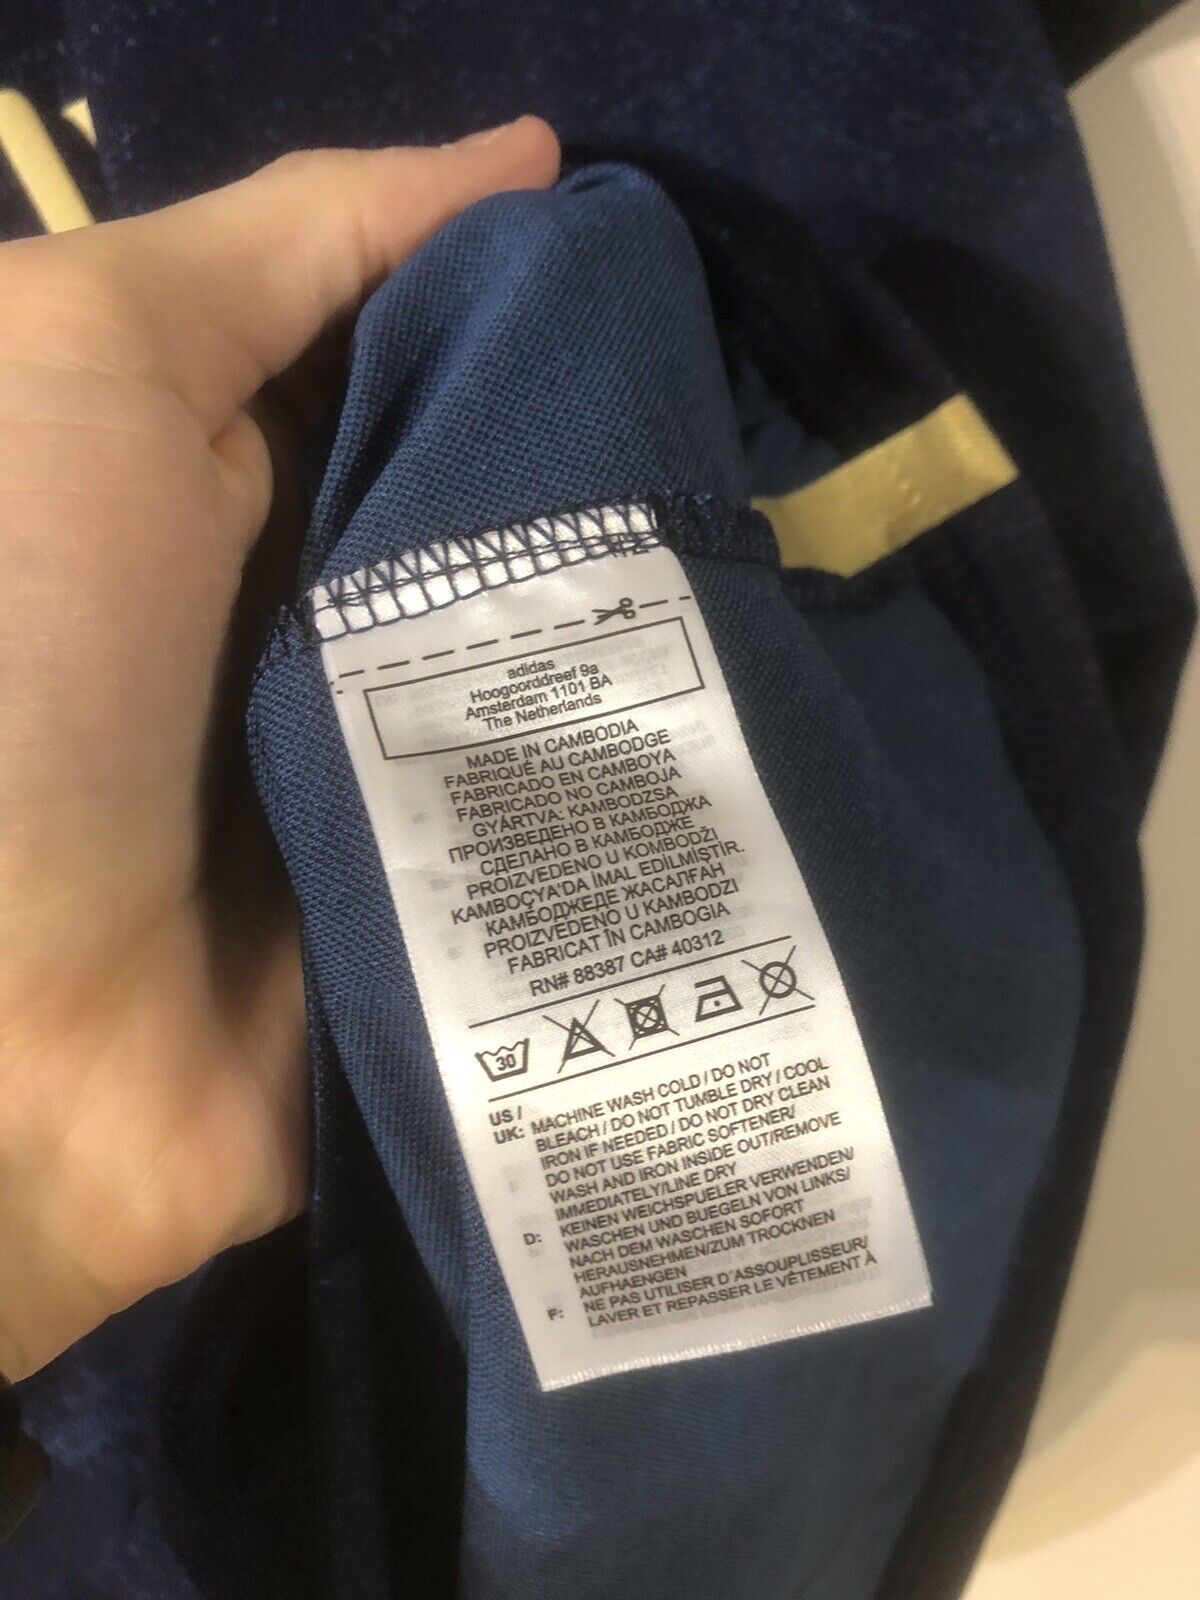 adidas
Hoogoorddreef 9a
Amsterdam 1101 BA
The Netherlands
MADE IN CAMBODIA
FABRIQUÉ AU CAMBODGE
FABRICADO EN CAMBOYA
FABRICADO NO CAMBOJA
GYÁRTVA: KAMBODZSA
ПРОИЗВЕДЕНО В КАМБОДЖА
СДЕЛАНО В КАМБОДЖЕ
PROIZVEDENO U KOMBODŽI
KAMBOÇYA'DA İMAL EDİLMİŞTİR.
КАМБОДЖЕДЕ ЖАСАЛҒАН
PROIZVEDENO U KAMBODZI
FABRICAT ÎN CAMBOGIA
RN# 88387 CA# 40312
30
US /
UK: MACHINE WASH COLD / DO NOT
BLEACH / DO NOT TUMBLE DRY / COOL
IRON IF NEEDED / DO NOT DRY CLEAN
DO NOT USE FABRIC SOFTENER/
WASH AND IRON INSIDE OUT/REMOVE
IMMEDIATELY/LINE DRY
D: KEINEN WEICHSPUELER VERWENDEN/
WASCHEN UND BUEGELN VON LINKS/
NACH DEM WASCHEN SOFORT
HERAUSNEHMEN/ZUM TROCKNEN
AUFHAENGEN
F: NE PAS UTILISER D´ASSOUPLISSEUR/
LAVER ET REPASSER LE VÊTEMENT À